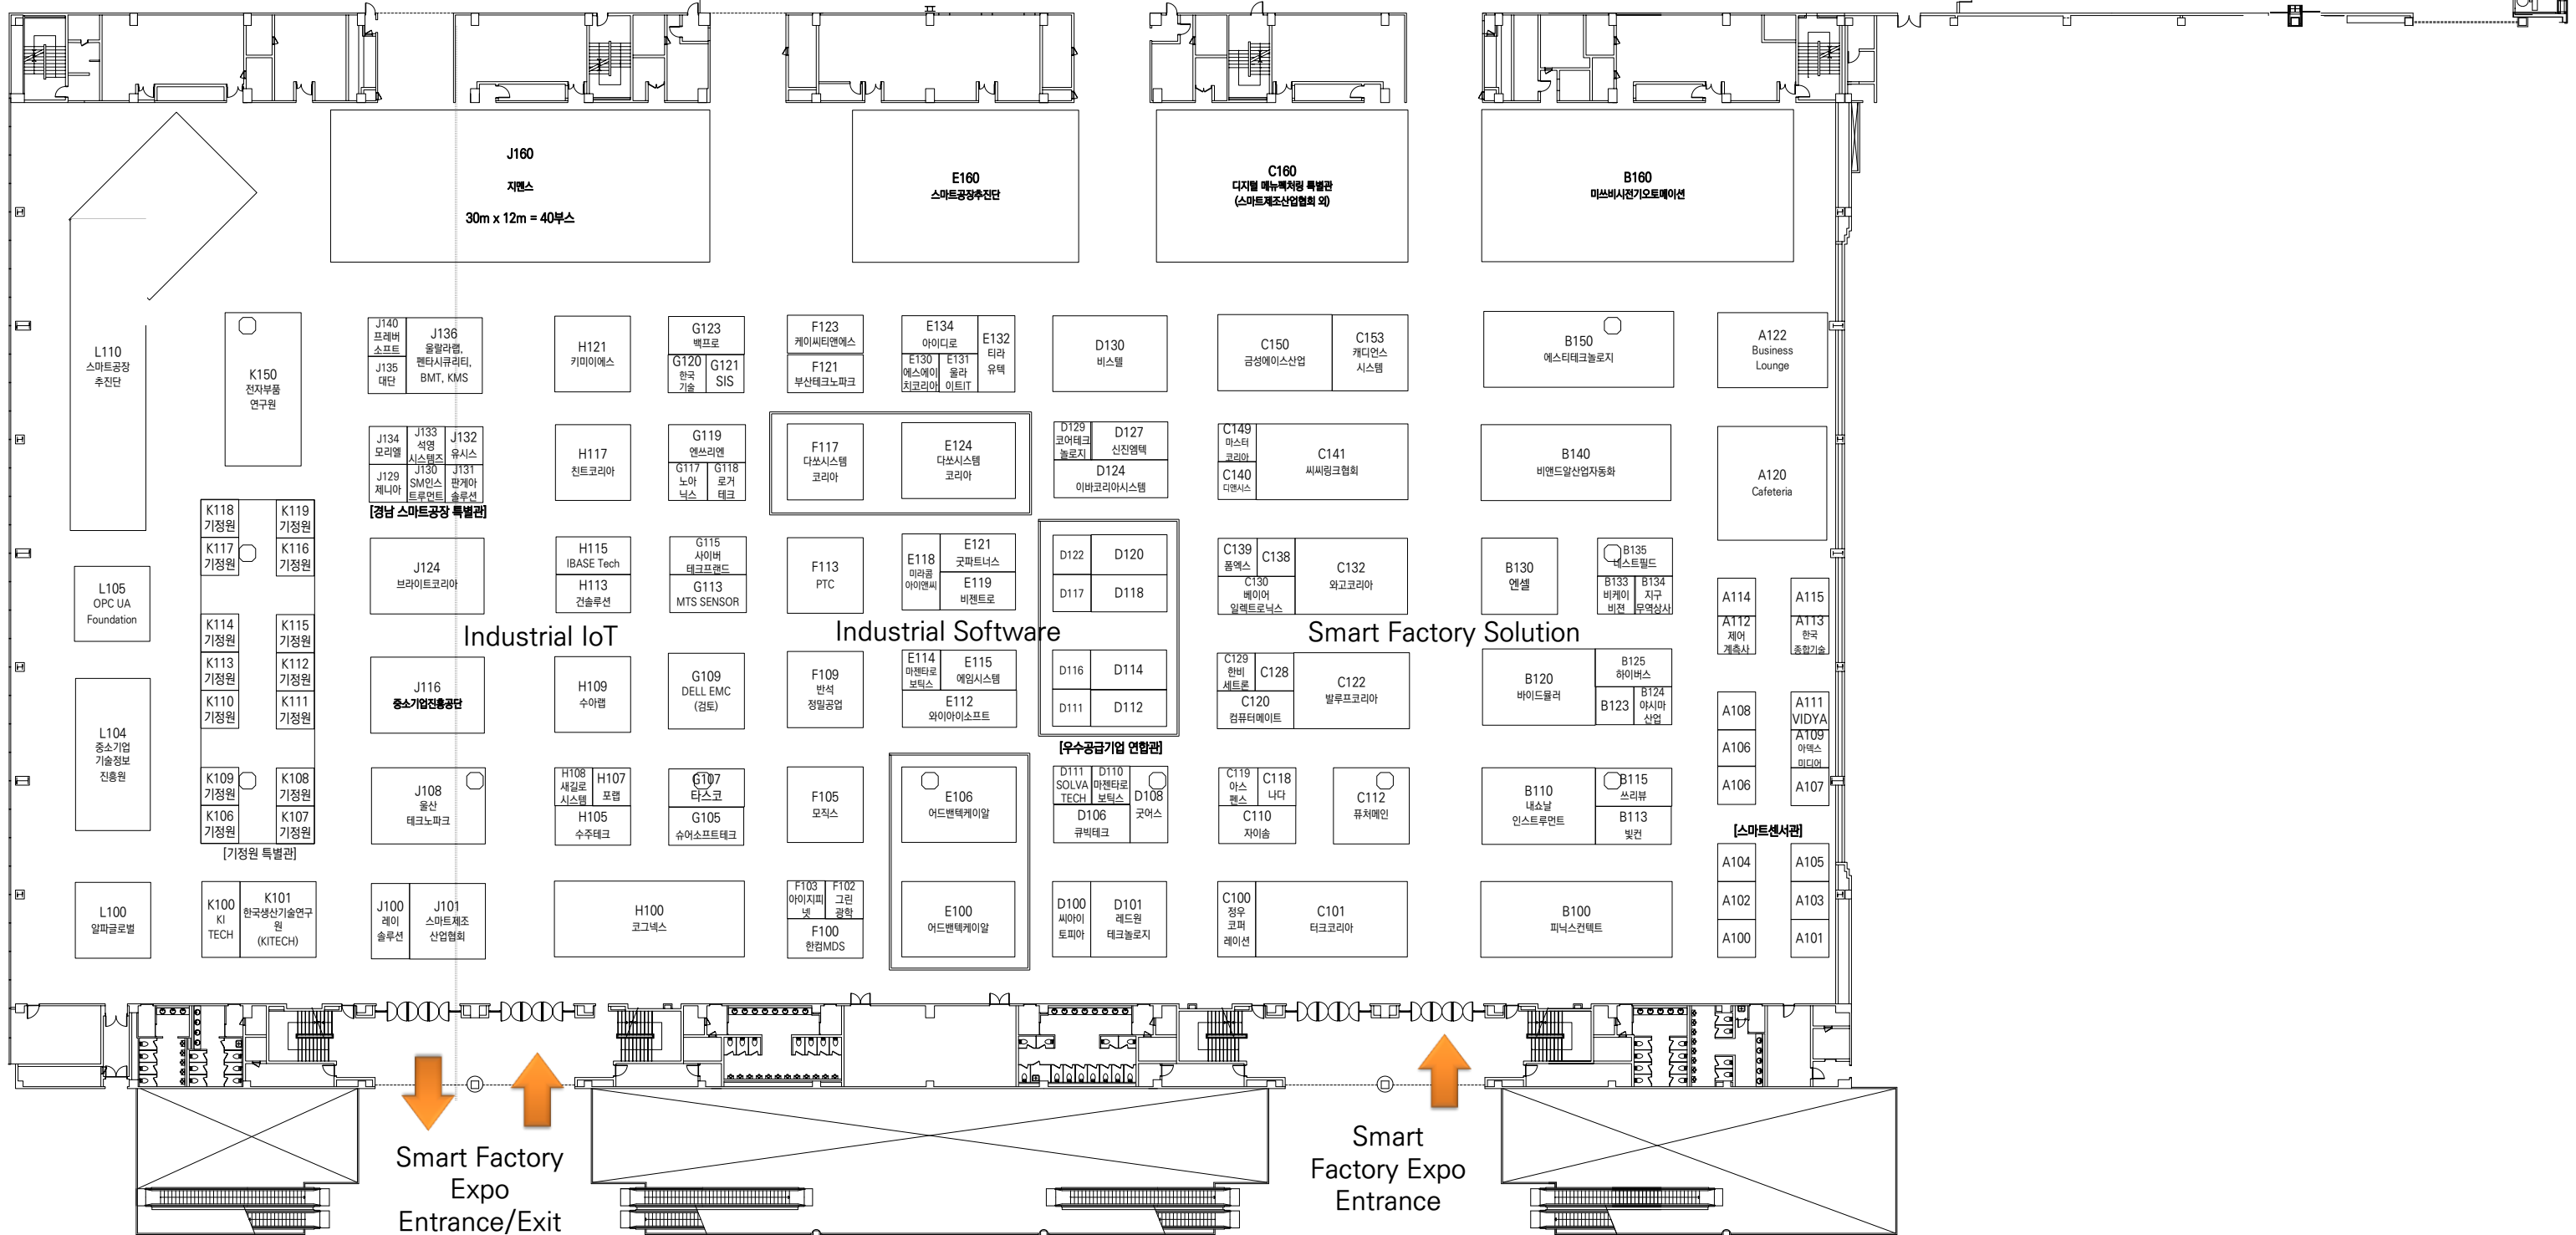 J160
지멘스
30m x 12m = 40부스
E160
스마트공장추진단
C160
디지털 메뉴팩처링 특별관
(스마트제조산업협회 외)
B160
미쓰비시전기오토메이션
L110
스마트공장
추진단
K150
전자부품
연구원
J140
프레버
소프트
J136
울랄라랩,
펜타시큐리티,
BMT, KMS
J135
대단
H121
키미이에스
G123
백프로
G120
한국
기술
G121
SIS
F123
케이씨티앤에스
F121
부산테크노파크
E134
아이디로
E130
에스에이
치코리아
E131
울라
이트IT
E132
티라
유텍
D130
비스텔
C150
금성에이스산업
C153
캐디언스
시스템
B150
에스티테크놀로지
A122
Business
Lounge
J134
모리엘
J133
석영
시스템즈
J132
유시스
J129
제니아
J130
SM인스
트루먼트
J131
판게아
솔루션
[경남 스마트공장 특별관]
H117
친트코리아
G119
엔쓰리엔
G117
노아
닉스
G118
로거
테크
F117
다쏘시스템
코리아
E124
다쏘시스템
코리아
D129
코어테크
놀로지
D127
신진엠텍
D124
이바코리아시스템
C149
마스터
코리아
C140
디앤시스
C141
씨씨링크협회
B140
비앤드알산업자동화
A120
Cafeteria
K118
기정원
K119
기정원
K117
기정원
K116
기정원
J124
브라이트코리아
H115
IBASE Tech
H113
건솔루션
G115
사이버
테크프랜드
G113
MTS SENSOR
F113
PTC
E118
미라콤
아이앤씨
E121
굿파트너스
E119
비젠트로
D122
D120
D117
D118
C139
폼엑스
C138
C130
베이어
일렉트로닉스
C132
와고코리아
B130
엔셀
B135
네스트필드
B133
비케이
비젼
B134
지구
무역상사
A114
A115
A112
제어
계측사
A113
한국
종합기술
L105
OPC UA
Foundation
K114
기정원
K115
기정원
K113
기정원
K112
기정원
K110
기정원
K111
기정원
Industrial IoT
Industrial Software
Smart Factory Solution
J116
중소기업진흥공단
H109
수아랩
G109
DELL EMC
(검토)
F109
반석
정밀공업
E114
마젠타로
보틱스
E115
에임시스템
E112
와이아이소프트
D116
D114
D111
D112
[우수공급기업 연합관]
C129
한비
세트론
C128
C120
컴퓨터메이트
C122
발루프코리아
B120
바이드뮬러
B125
하이버스
B123
B124
야시마
산업
A108
A111
VIDYA
A106
A109
아덱스
미디어
A106
A107
L104
중소기업
기술정보
진흥원
K109
기정원
K108
기정원
K106
기정원
K107
기정원
[기정원 특별관]
J108
울산
테크노파크
H108
새길로
시스템
H107
포랩
H105
수주테크
G107
타스코
G105
슈어소프트테크
F105
모직스
E106
어드밴텍케이알
D111
SOLVA
TECH
D110
마젠타로
보틱스
D108
굿어스
D106
큐빅테크
C119
아스
펜스
C118
나다
C110
자이솜
C112
퓨처메인
B110
내쇼날
인스트루먼트
B115
쓰리뷰
B113
빛컨
[스마트센서관]
A104
A105
A102
A103
A100
A101
L100
알파글로벌
K100
KI
TECH
K101
한국생산기술연구
원
(KITECH)
J100
레이
솔루션
J101
스마트제조
산업협회
H100
코그넥스
F103
아이지피
넷
F102
그린
광학
F100
한컴MDS
E100
어드밴텍케이알
D100
씨아이
토피아
D101
레드원
테크놀로지
C100
정우
코퍼
레이션
C101
터크코리아
B100
피닉스컨텍트
Smart Factory
Expo
Entrance/Exit
Smart
Factory Expo
Entrance